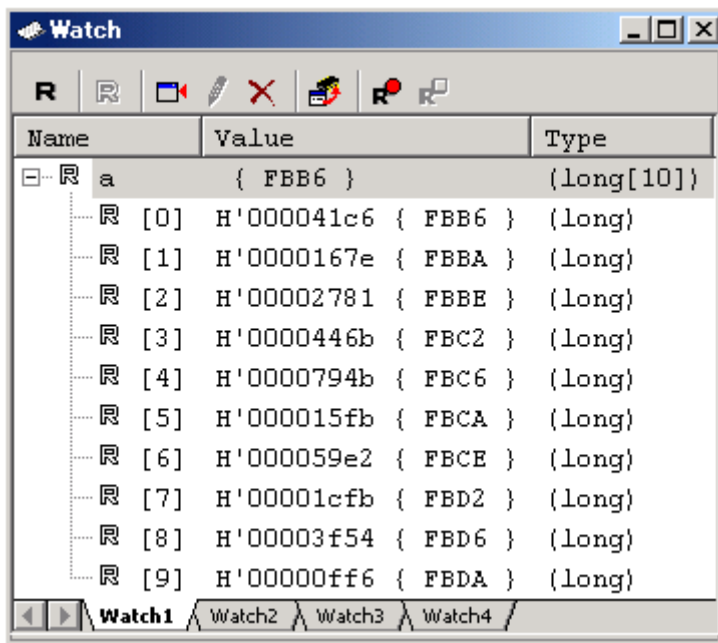 Watch
R R R R
Name Value Type
R a { FBB6 } (long[10])
R [0] H'000041c6 { FBB6 } (long)
R [1] H'0000167e { FBBA } (long)
R [2] H'00002781 { FBBE } (long)
R [3] H'0000446b { FBC2 } (long)
R [4] H'0000794b { FBC6 } (long)
R [5] H'000015fb { FBCA } (long)
R [6] H'000059e2 { FBCE } (long)
R [7] H'00001cfb { FBD2 } (long)
R [8] H'00003f54 { FBD6 } (long)
R [9] H'00000ff6 { FBDA } (long)
Watch1 Watch2 Watch3 Watch4